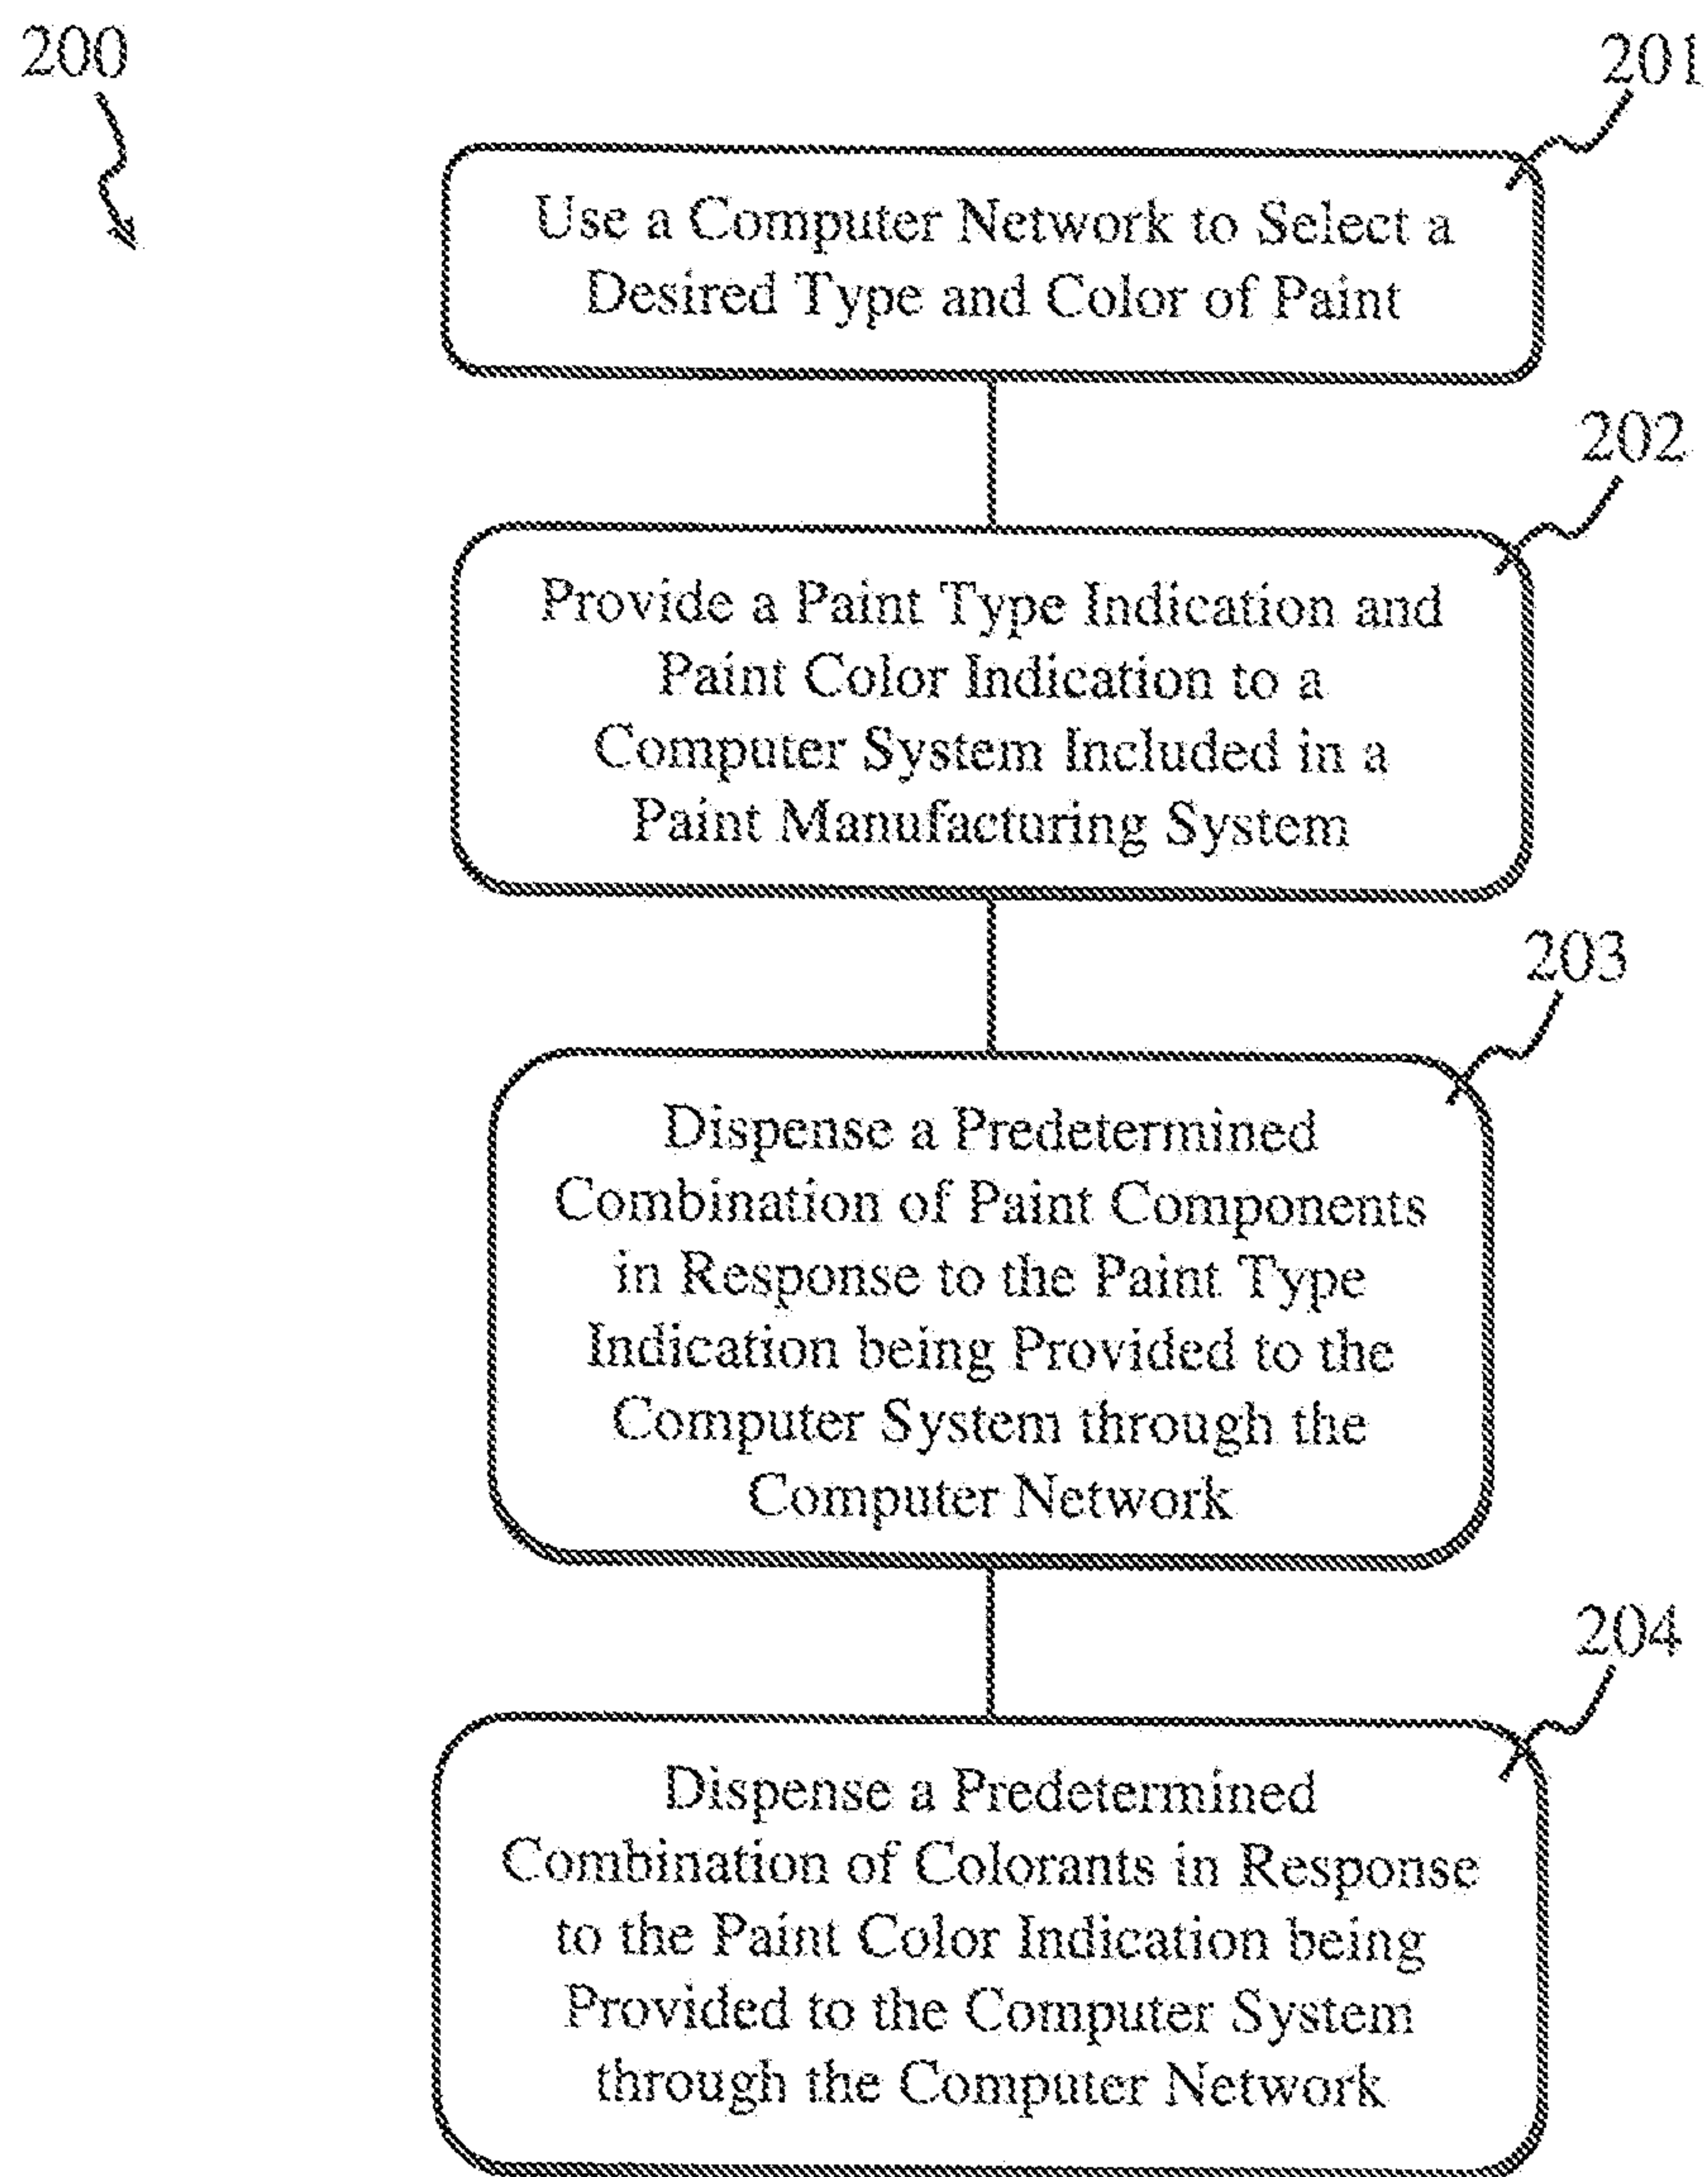 200
201
Use a Computer Network to Select a
Desired Type and Color of Paint
202
Provide a Paint Type Indication and
Paint Color Indication to a
Computer System Included in a
Paint Manufacturing System
203
Dispense a Predetermined
Combination of Paint Components
in Response to the Paint Type
Indication being Provided to the
Computer System through the
Computer Network
204
Dispense a Predetermined
Combination of Colorants in Response
to the Paint Color Indication being
Provided to the Computer System
through the Computer Network